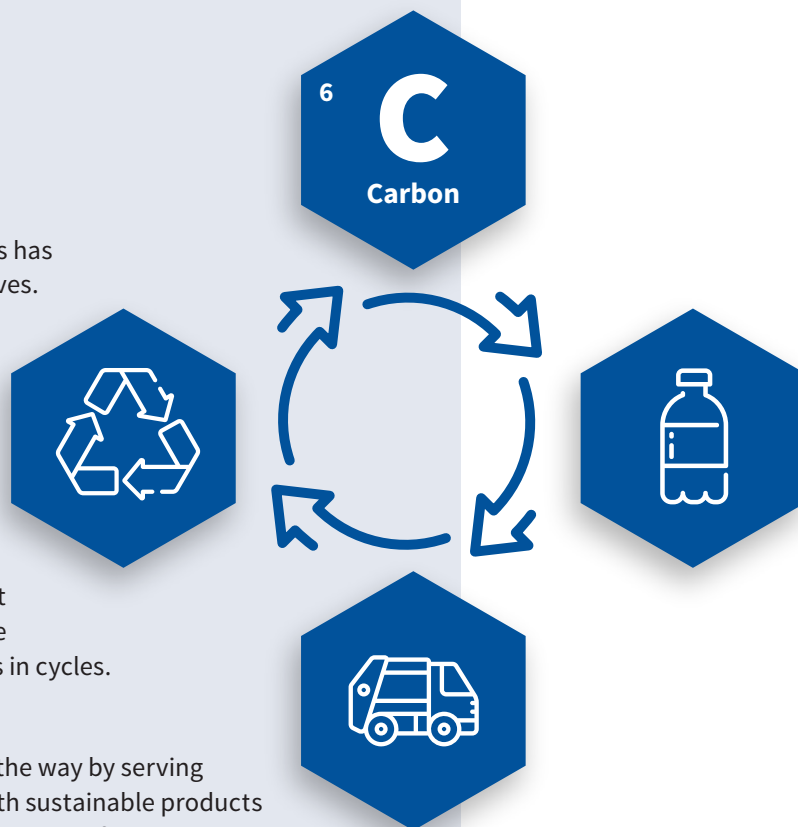 6
C
Carbon
s has
ves.
t
e
s in cycles.
the way by serving
th sustainable products